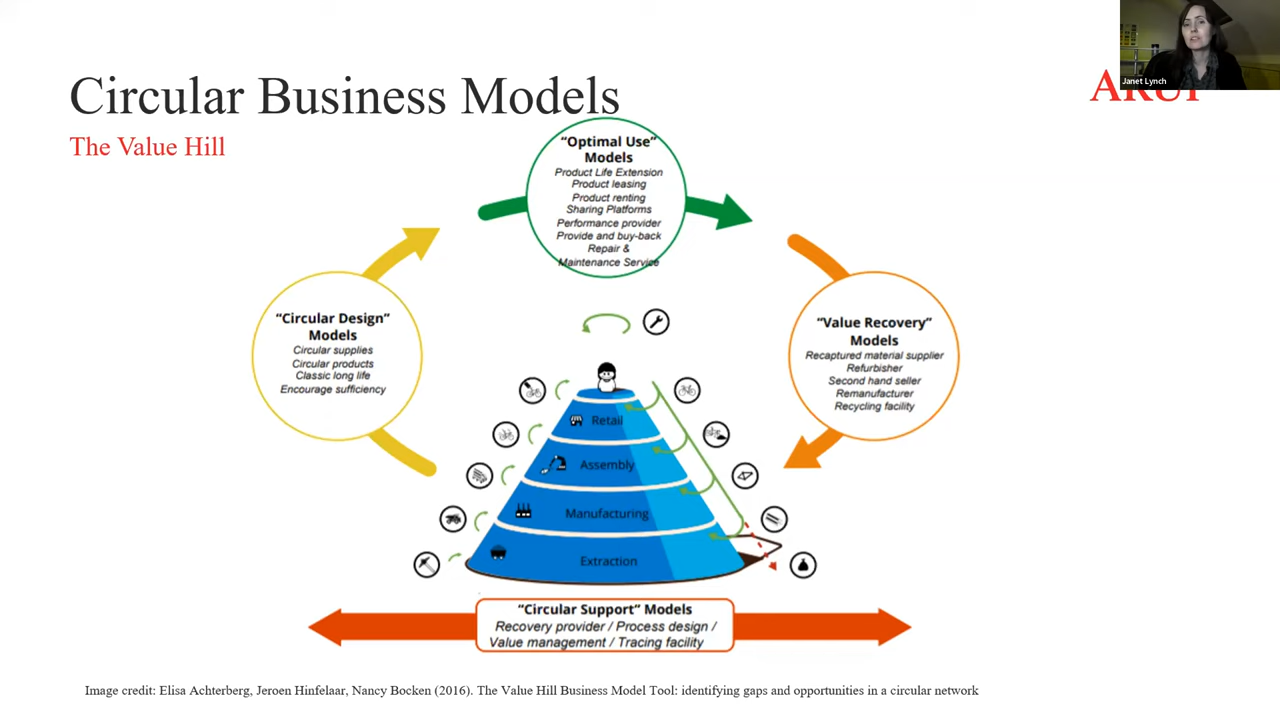 Janet Lynch
Circular Business Models
The Value Hill
“Optimal Use”
Models
Product Life Extension
Product leasing
Product renting
Sharing Platforms
Performance provider
Provide and buy-back
Repair &
Maintenance Service
“Circular Design”
Models
Circular supplies
Circular products
Classic long life
Encourage sufficiency
“Value Recovery”
Models
Recaptured material supplier
Refurbisher
Second hand seller
Remanufacturer
Recycling facility
Retail
Assembly
Manufacturing
Extraction
“Circular Support” Models
Recovery provider / Process design /
Value management / Tracing facility
Image credit: Elisa Achterberg, Jeroen Hinfelaar, Nancy Bocken (2016). The Value Hill Business Model Tool: identifying gaps and opportunities in a circular network